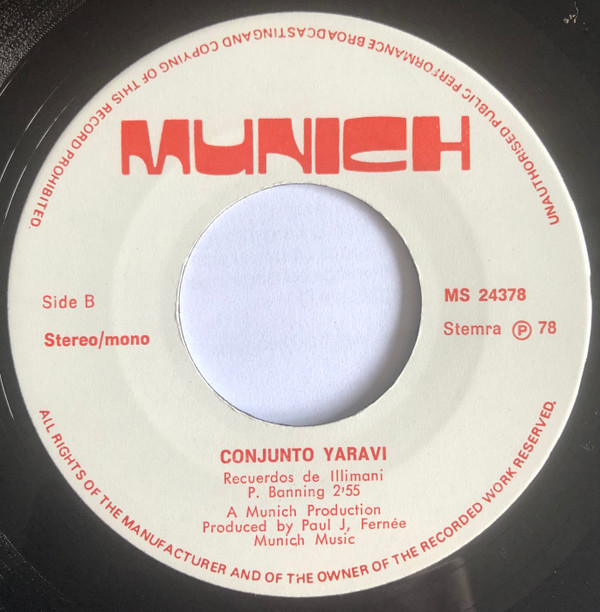 UNAUTHORISED PUBLIC PERFORMANCE BROADCASTING AND COPYING OF THIS RECORD PROHIBITED.
MUNICH
Side B
Stereo/mono
MS 24378
Stemra Ⓟ 78
CONJUNTO YARAVI
Recuerdos de Illimani
P. Banning 2'55
A Munich Production
Produced by Paul J, Fernée
Munich Music
ALL RIGHTS OF THE MANUFACTURER AND OF THE OWNER OF THE RECORDED WORK RESERVED.